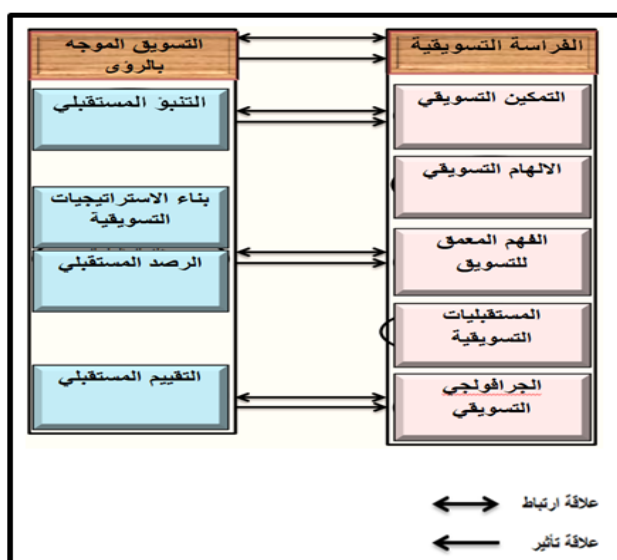 الفراسة التسويقية
التسويق الموجه
بالرؤى
التمكين التسويقي
التنبؤ المستقبلي
الالهام التسويقي
بناء الاستراتيجيات
التسويقية
الفهم المعمق
للتسويق
الرصد المستقبلي
المستقبليات
التسويقية
الجرافولجي
التسويقي
التقييم المستقبلي
علاقة ارتباط
علاقة تأثير